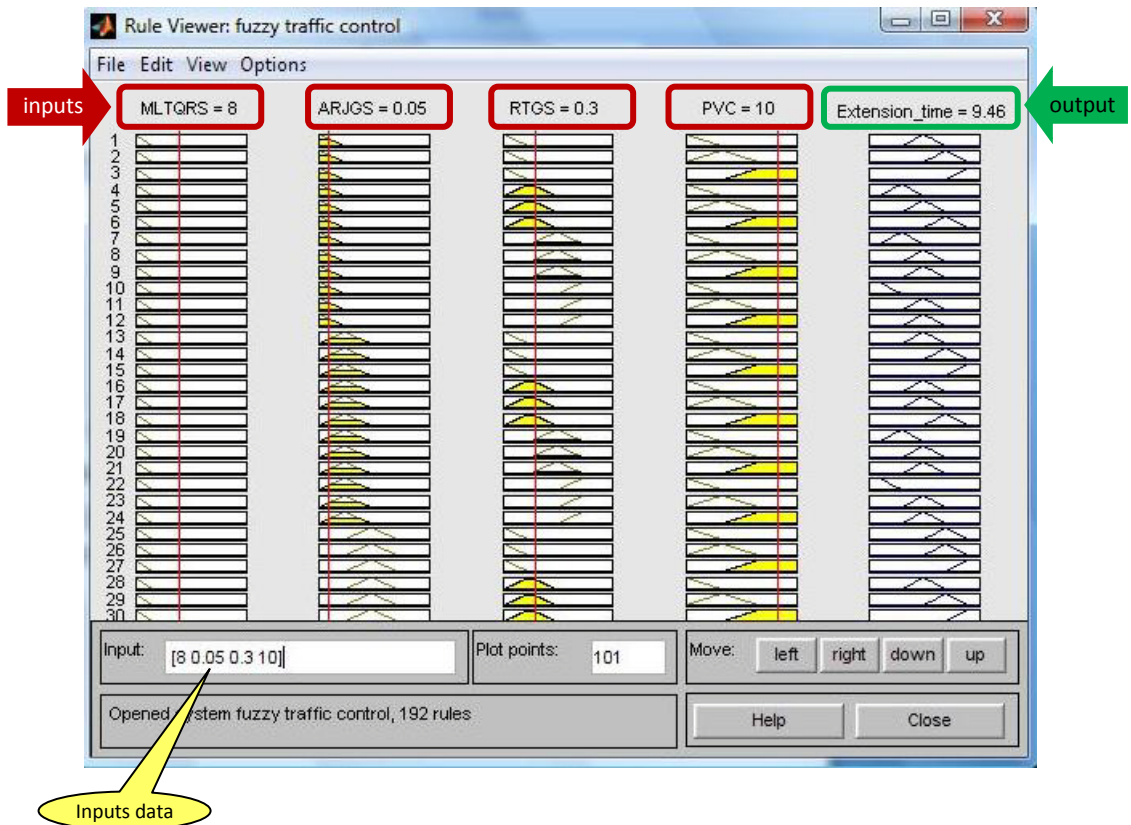 Rule Viewer: fuzzy traffic control
File Edit View Options
inputs
MLTQRS = 8
ARJGS = 0.05
RTGS = 0.3
PVC = 10
Extension_time = 9.46
output
1
2
3
4
5
6
7
8
9
10
11
12
13
14
15
16
17
18
19
20
21
22
23
24
25
26
27
28
29
30
Input: [8 0.05 0.3 10]
Plot points: 101
Move: left right down up
Opened system fuzzy traffic control, 192 rules
Help Close
Inputs data